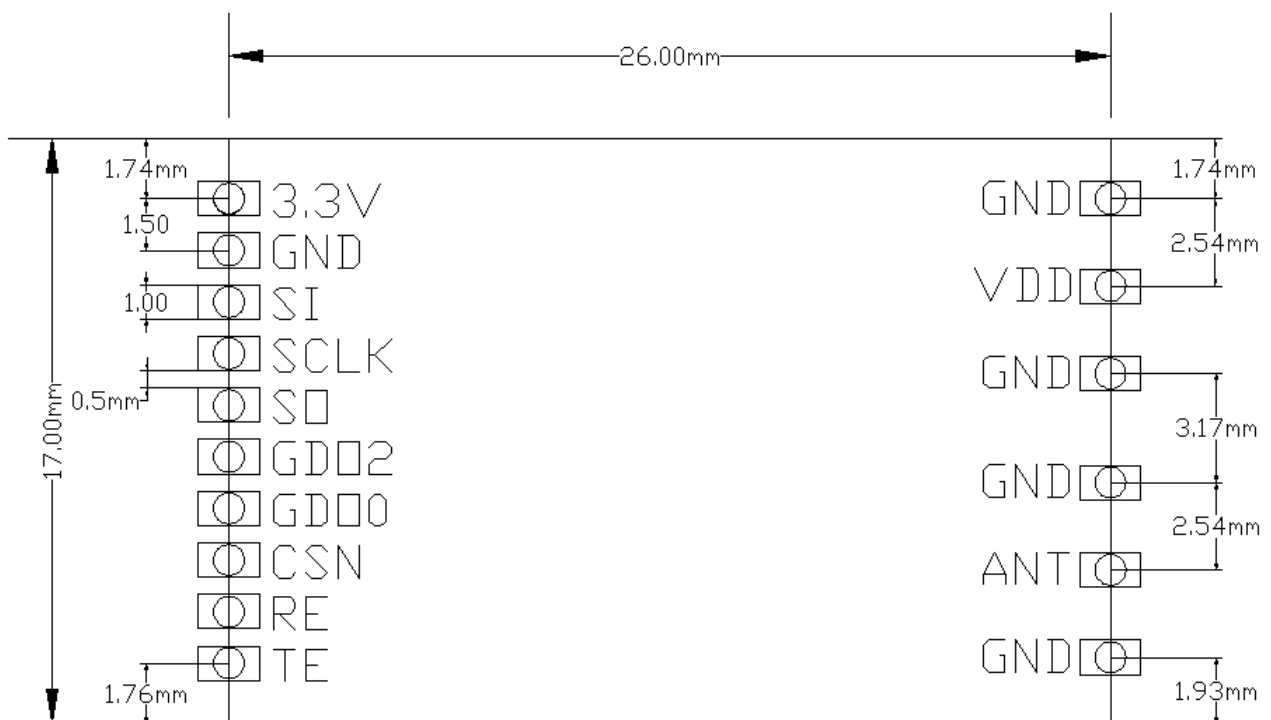 26.00mm
1.74mm
1.74mm
3.3V
GND
1.50
GND
2.54mm
SI
VDD
1.00
SCLK
GND
0.5mm
SO
17.00mm
3.17mm
GDO2
GND
GDO0
2.54mm
CSN
ANT
RE
GND
TE
1.76mm
1.93mm